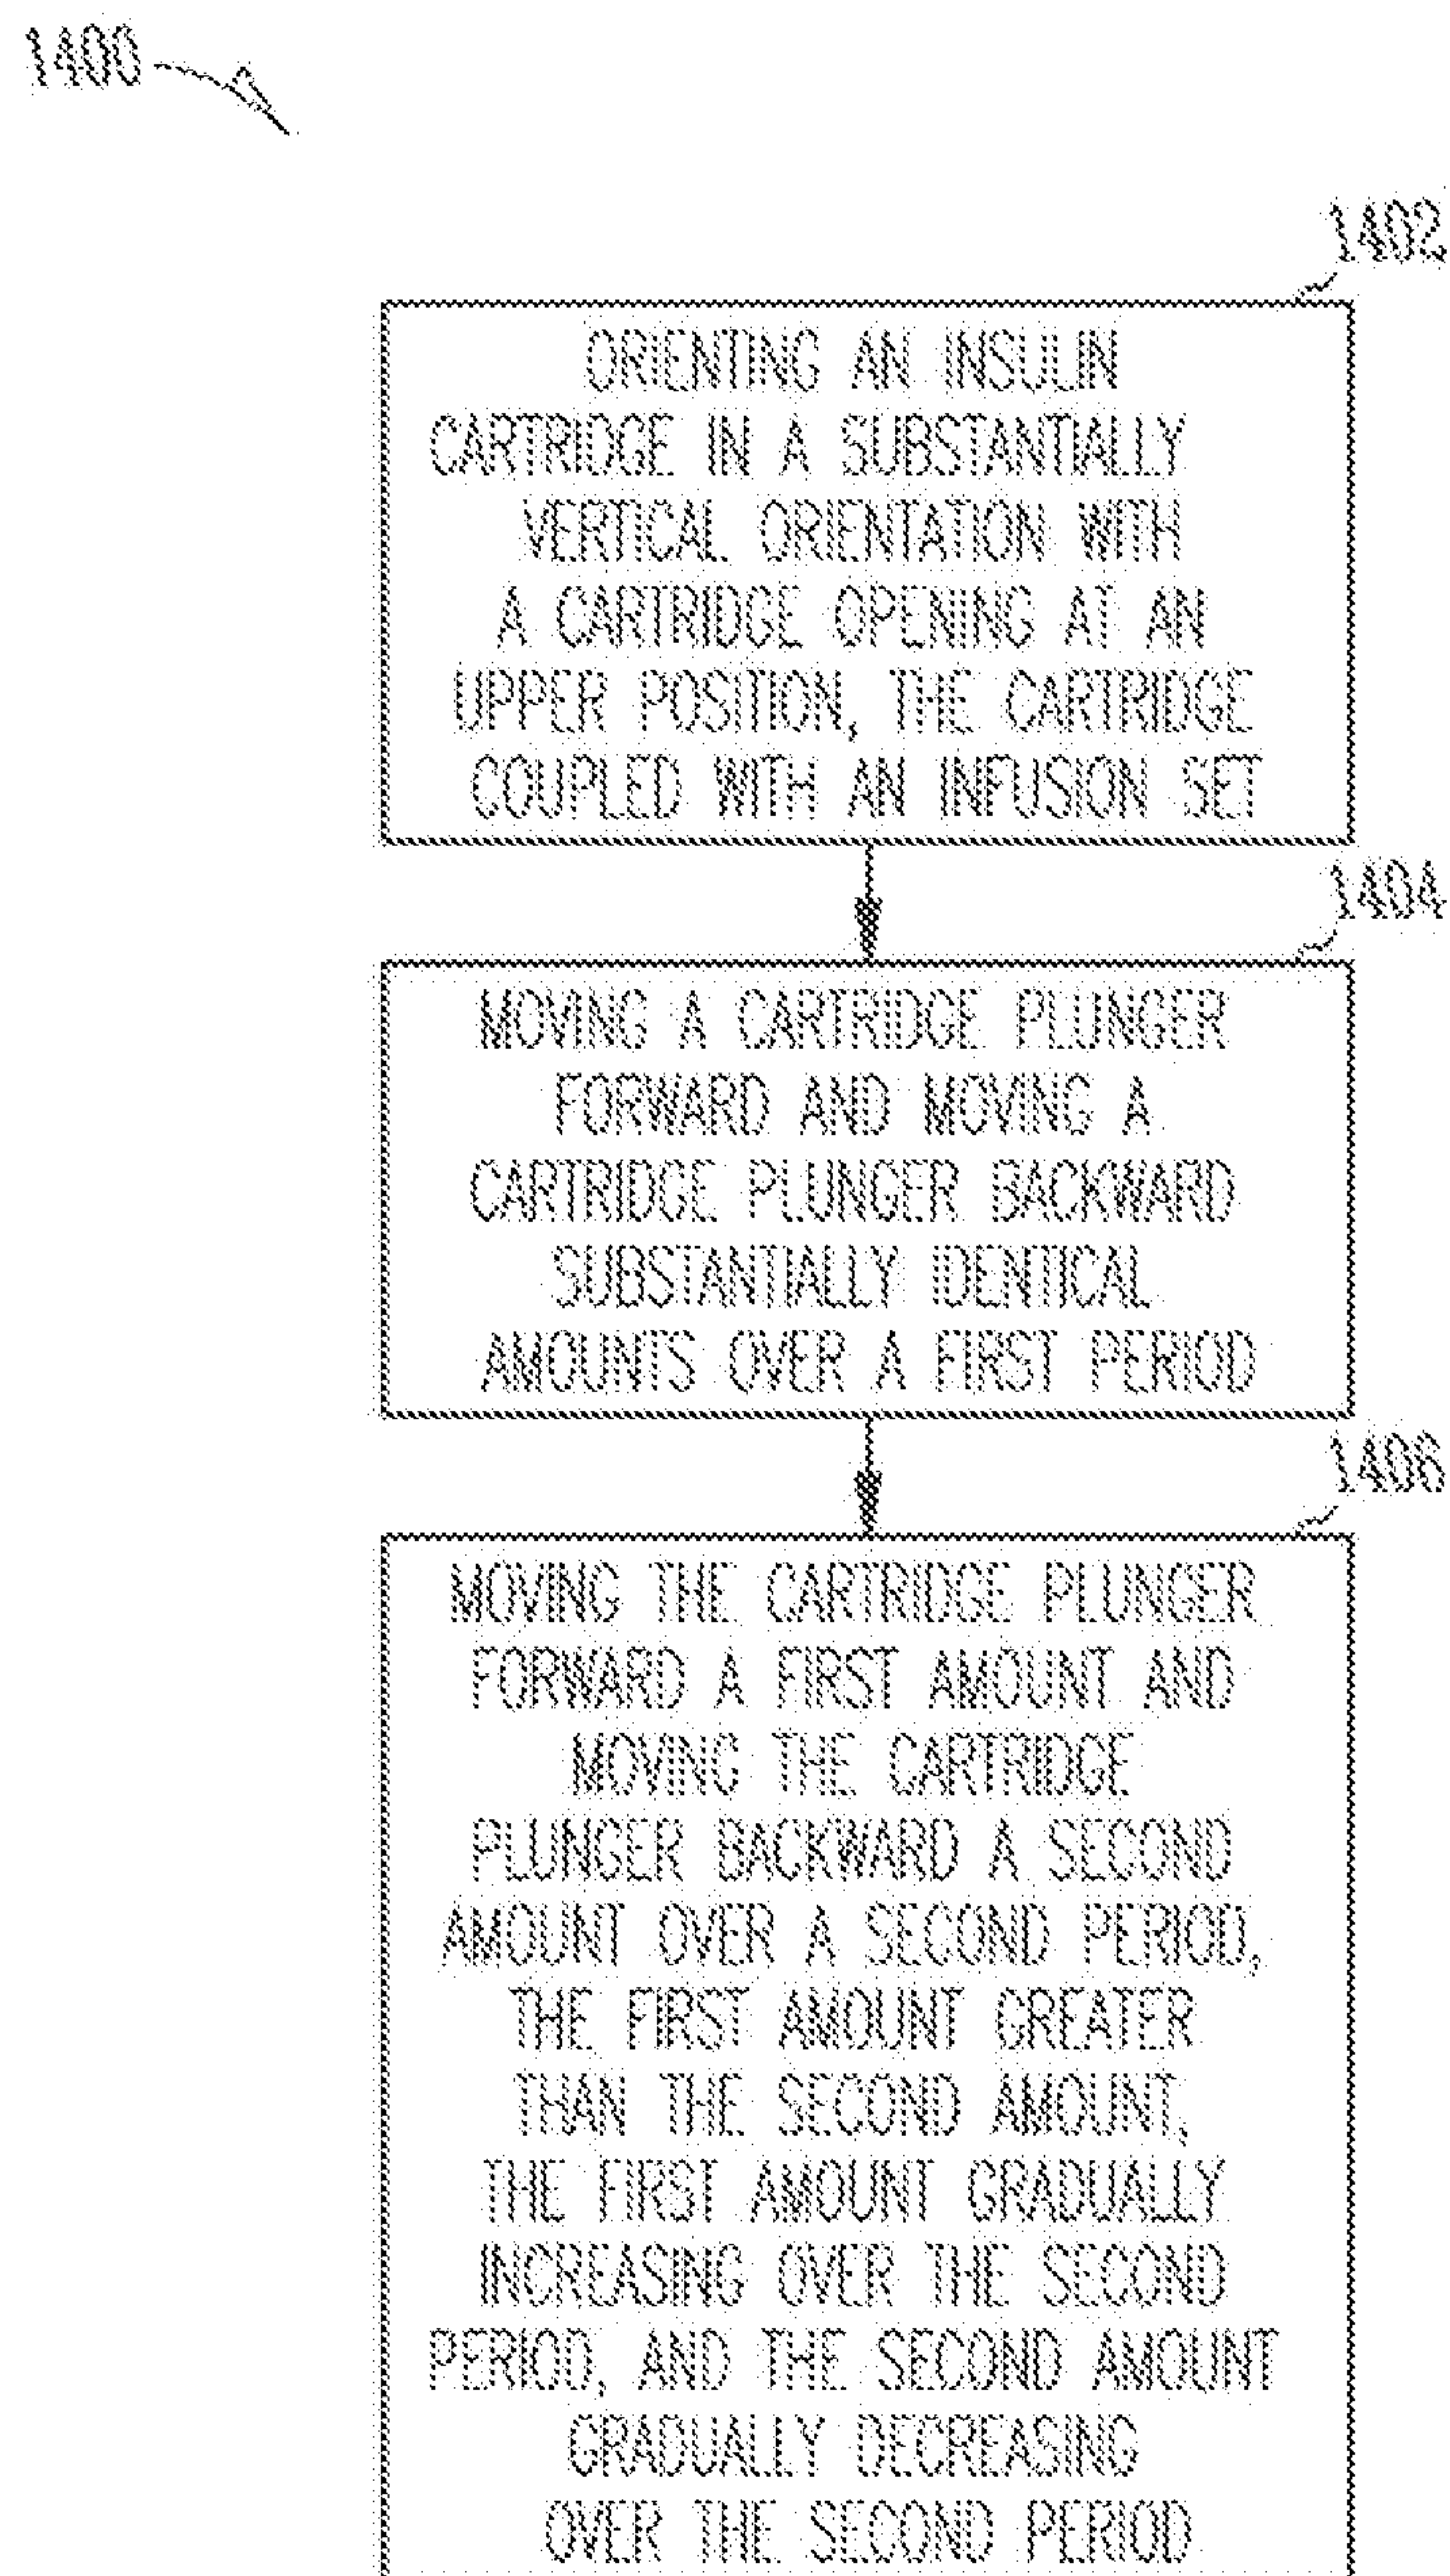 1400
1402
ORIENTING AN INSULIN
CARTRIDGE IN A SUBSTANTIALLY
VERTICAL ORIENTATION WITH
A CARTRIDGE OPENING AT AN
UPPER POSITION, THE CARTRIDGE
COUPLED WITH AN INFUSION SET
1404
MOVING A CARTRIDGE PLUNGER
FORWARD AND MOVING A
CARTRIDGE PLUNGER BACKWARD
SUBSTANTIALLY IDENTICAL
AMOUNTS OVER A FIRST PERIOD
1406
MOVING THE CARTRIDGE PLUNGER
FORWARD A FIRST AMOUNT AND
MOVING THE CARTRIDGE
PLUNGER BACKWARD A SECOND
AMOUNT OVER A SECOND PERIOD,
THE FIRST AMOUNT GREATER
THAN THE SECOND AMOUNT,
THE FIRST AMOUNT GRADUALLY
INCREASING OVER THE SECOND
PERIOD, AND THE SECOND AMOUNT
GRADUALLY DECREASING
OVER THE SECOND PERIOD